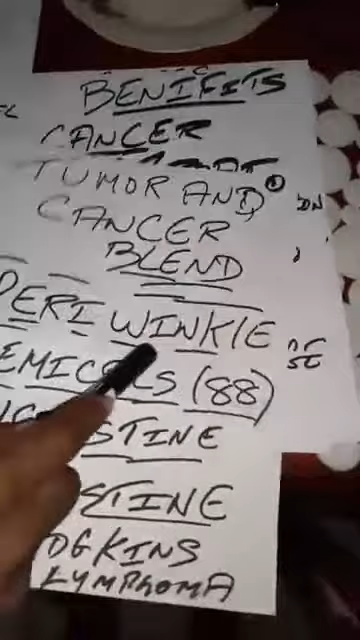 BENIFITS
CANCER
TUMOR AND
CANCER
BLEND
PERIWINKLE
EMICALS (88)
STINE
STINE
DGKINS
LYMPHOMA